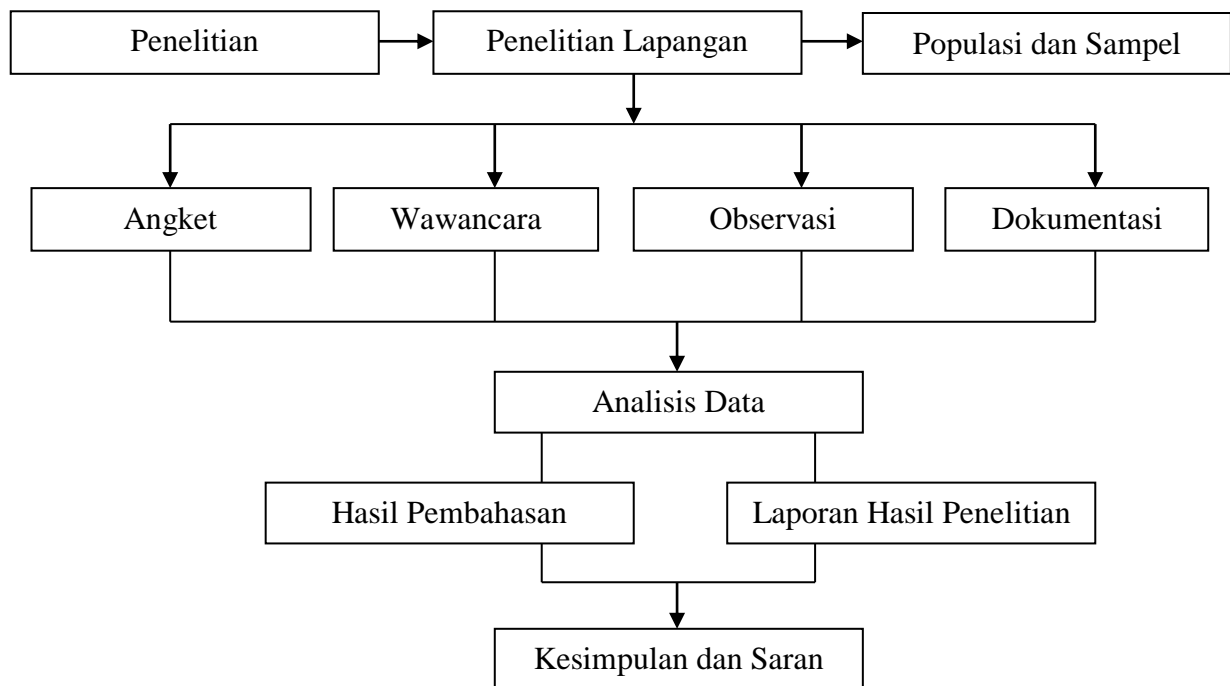 Penelitian
Penelitian Lapangan
Populasi dan Sampel
Angket
Wawancara
Observasi
Dokumentasi
Analisis Data
Hasil Pembahasan
Laporan Hasil Penelitian
Kesimpulan dan Saran